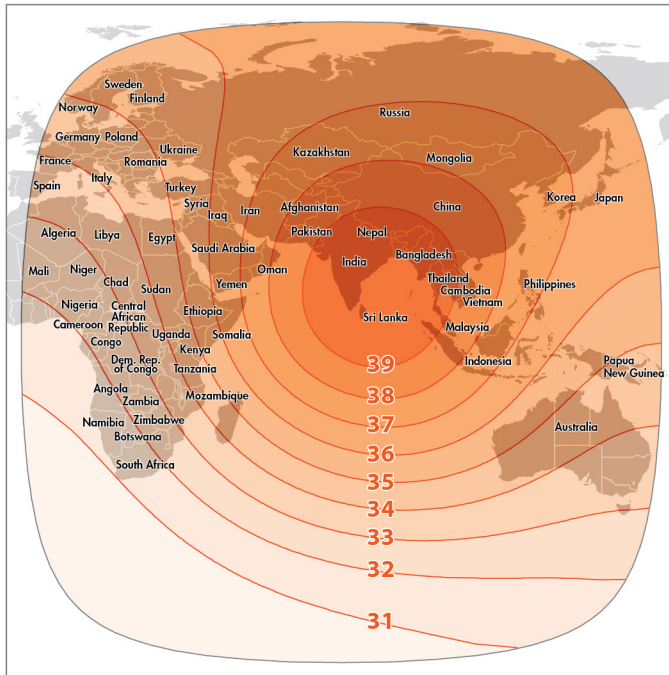 Sweden
Finland
Norway
Russia
Germany Poland
Ukraine
Kazakhstan
Mongolia
France
Romania
Italy
Spain
Turkey
Syria
Iraq
Iran
Afghanistan
China
Korea
Japan
Algeria
Libya
Egypt
Pakistan
Nepal
Saudi Arabia
Bangladesh
India
Mali
Niger
Oman
Chad
Sudan
Yemen
Thailand
Cambodia
Vietnam
Philippines
Nigeria
Central
African
Republic
Ethiopia
Sri Lanka
Cameroon
Uganda
Somalia
Malaysia
Congo
Kenya
Dem. Rep.
of Congo
Tanzania
Indonesia
Papua
New Guinea
39
Angola
Zambia
Mozambique
38
Namibia
Zimbabwe
37
Australia
Botswana
36
South Africa
35
34
33
32
31